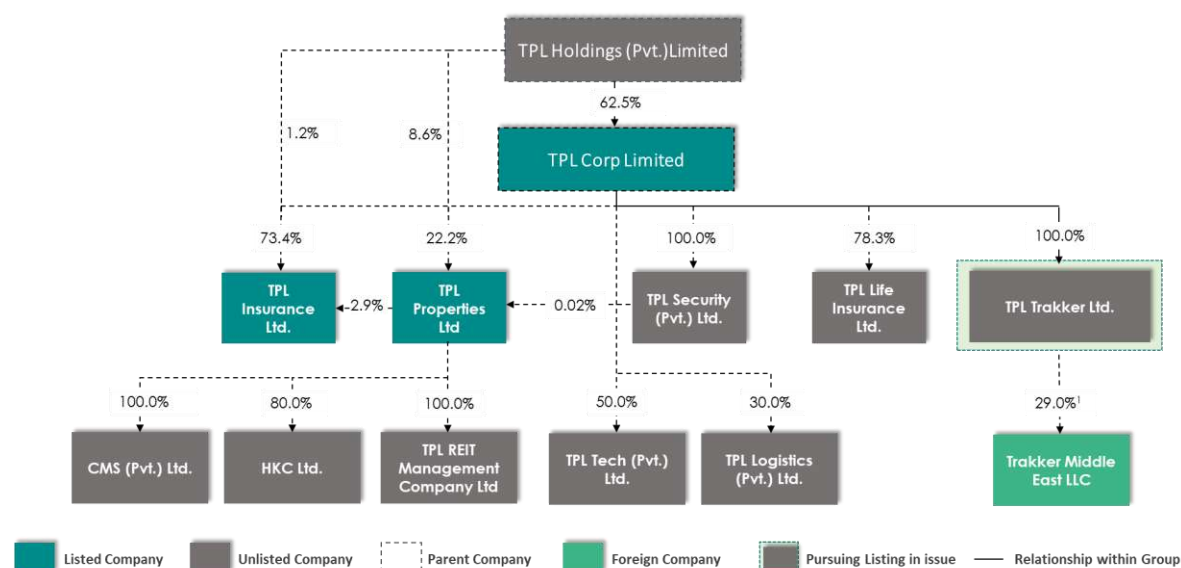 TPL Holdings (Pvt.)Limited
62.5%
1.2%
8.6%
TPL Corp Limited
73.4%
22.2%
100.0%
78.3%
100.0%
TPL
Insurance
Ltd.
2.9%
TPL
Properties
Ltd
0.02%
TPL Security
(Pvt.) Ltd.
TPL Life
Insurance
Ltd.
TPL Trakker Ltd.
100.0%
80.0%
100.0%
50.0%
30.0%
29.0%¹
CMS (Pvt.) Ltd.
HKC Ltd.
TPL REIT
Management
Company Ltd
TPL Tech (Pvt.)
Ltd.
TPL Logistics
(Pvt.) Ltd.
Trakker Middle
East LLC
Listed Company
Unlisted Company
Parent Company
Foreign Company
Pursuing Listing in issue
Relationship within Group